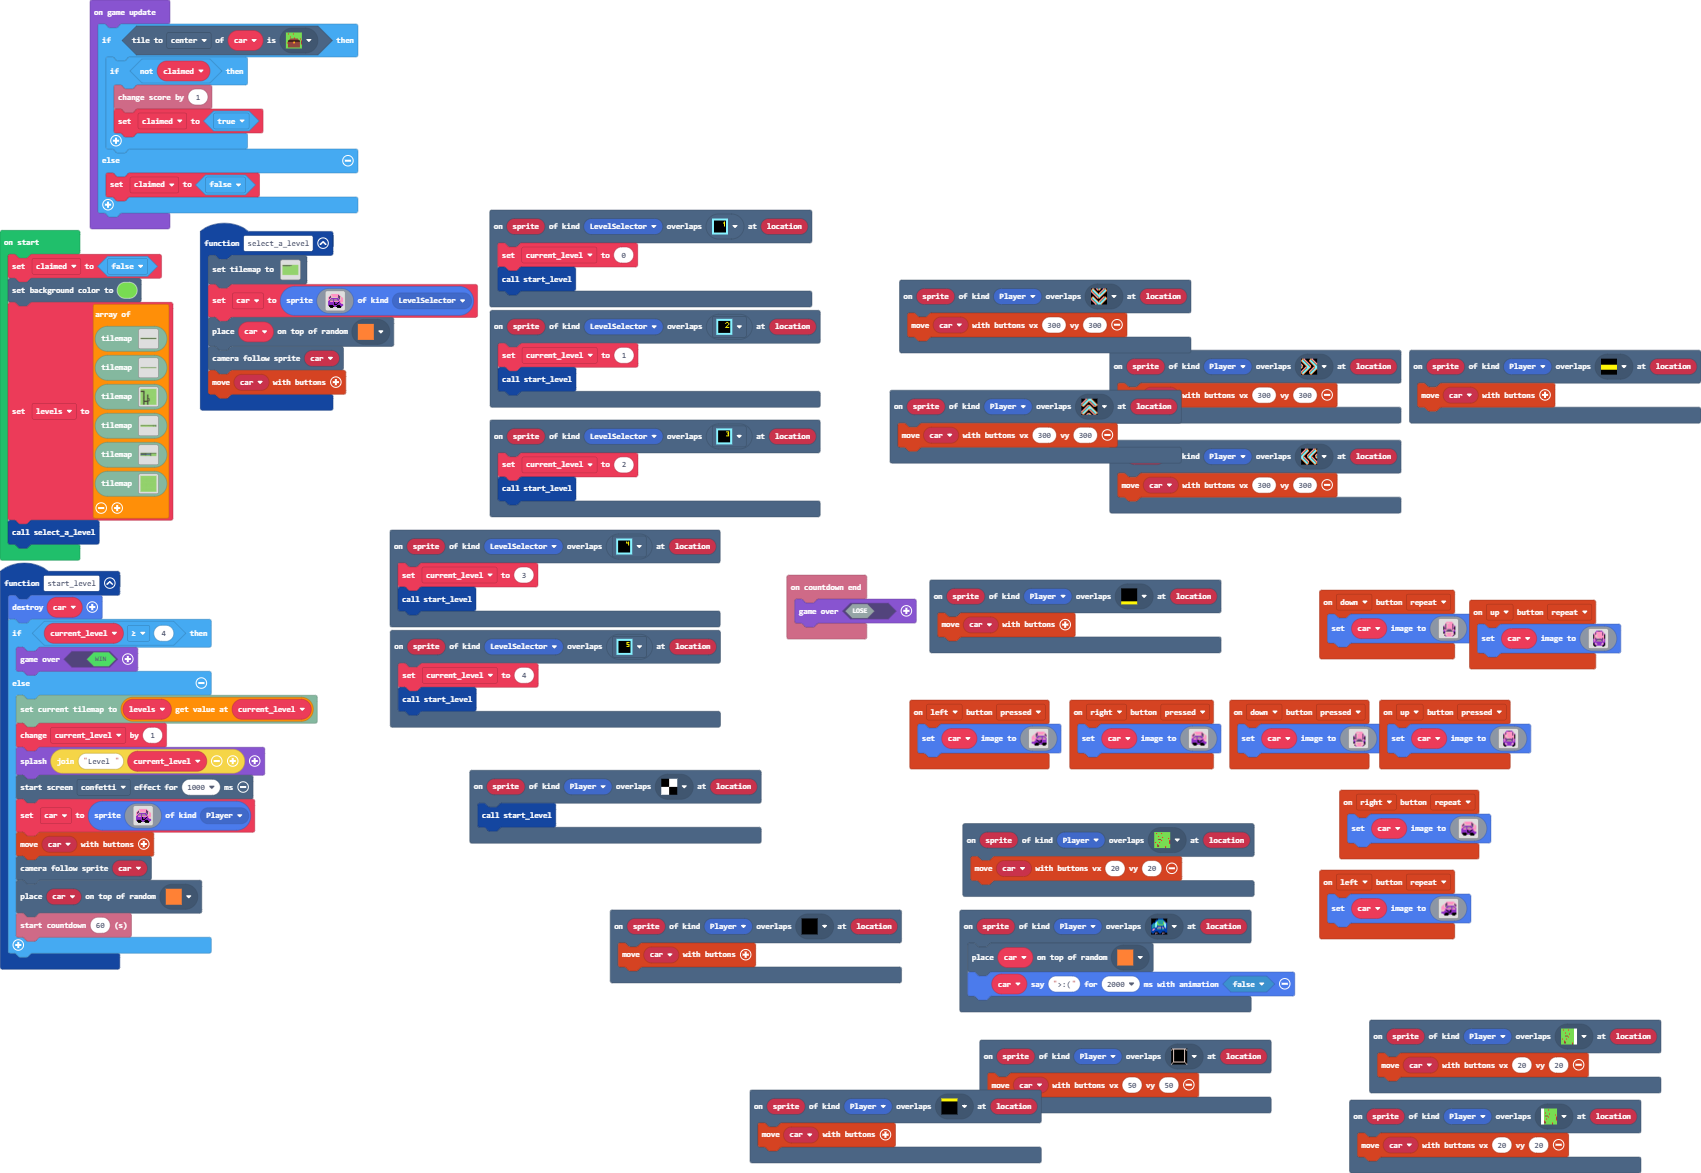 on game update
if tile to center of car is then
if not claimed then
change score by 1
set claimed to true
else
set claimed to false
on start
set claimed to false
set background color to
set levels to
array of
tilemap
tilemap
tilemap
tilemap
tilemap
tilemap
call select_a_level
function select_a_level
set tilemap to
set car to sprite of kind LevelSelector
place car on top of random
camera follow sprite car
move car with buttons
function start_level
destroy car
if current_level ≥ 4 then
game over WIN
else
set current tilemap to levels get value at current_level
change current_level by 1
splash join "Level " current_level
start screen confetti effect for 1000 ms
set car to sprite of kind Player
move car with buttons
camera follow sprite car
place car on top of random
start countdown 60 (s)
on sprite of kind LevelSelector overlaps 1 at location
set current_level to 0
call start_level
on sprite of kind LevelSelector overlaps 2 at location
set current_level to 1
call start_level
on sprite of kind LevelSelector overlaps 3 at location
set current_level to 2
call start_level
on sprite of kind LevelSelector overlaps 4 at location
set current_level to 3
call start_level
on sprite of kind LevelSelector overlaps 5 at location
set current_level to 4
call start_level
on sprite of kind Player overlaps at location
call start_level
on countdown end
game over LOSE
on sprite of kind Player overlaps at location
move car with buttons vx 300 vy 300
on sprite of kind Player overlaps at location
with buttons vx 300 vy 300
on sprite of kind Player overlaps at location
move car with buttons
on sprite of kind Player overlaps at location
move car with buttons vx 300 vy 300
kind Player overlaps at location
move car with buttons vx 300 vy 300
on sprite of kind Player overlaps at location
move car with buttons
on down button repeat
set car image to
on up button repeat
set car image to
on left button pressed
set car image to
on right button pressed
set car image to
on down button pressed
set car image to
on up button pressed
set car image to
on right button repeat
set car image to
on left button repeat
set car image to
on sprite of kind Player overlaps at location
move car with buttons vx 20 vy 20
on sprite of kind Player overlaps at location
move car with buttons
on sprite of kind Player overlaps at location
place car on top of random
car say ">:(" for 2000 ms with animation false
on sprite of kind Player overlaps at location
move car with buttons vx 50 vy 50
on sprite of kind Player overlaps at location
move car with buttons
on sprite of kind Player overlaps at location
move car with buttons vx 20 vy 20
on sprite of kind Player overlaps at location
move car with buttons vx 20 vy 20